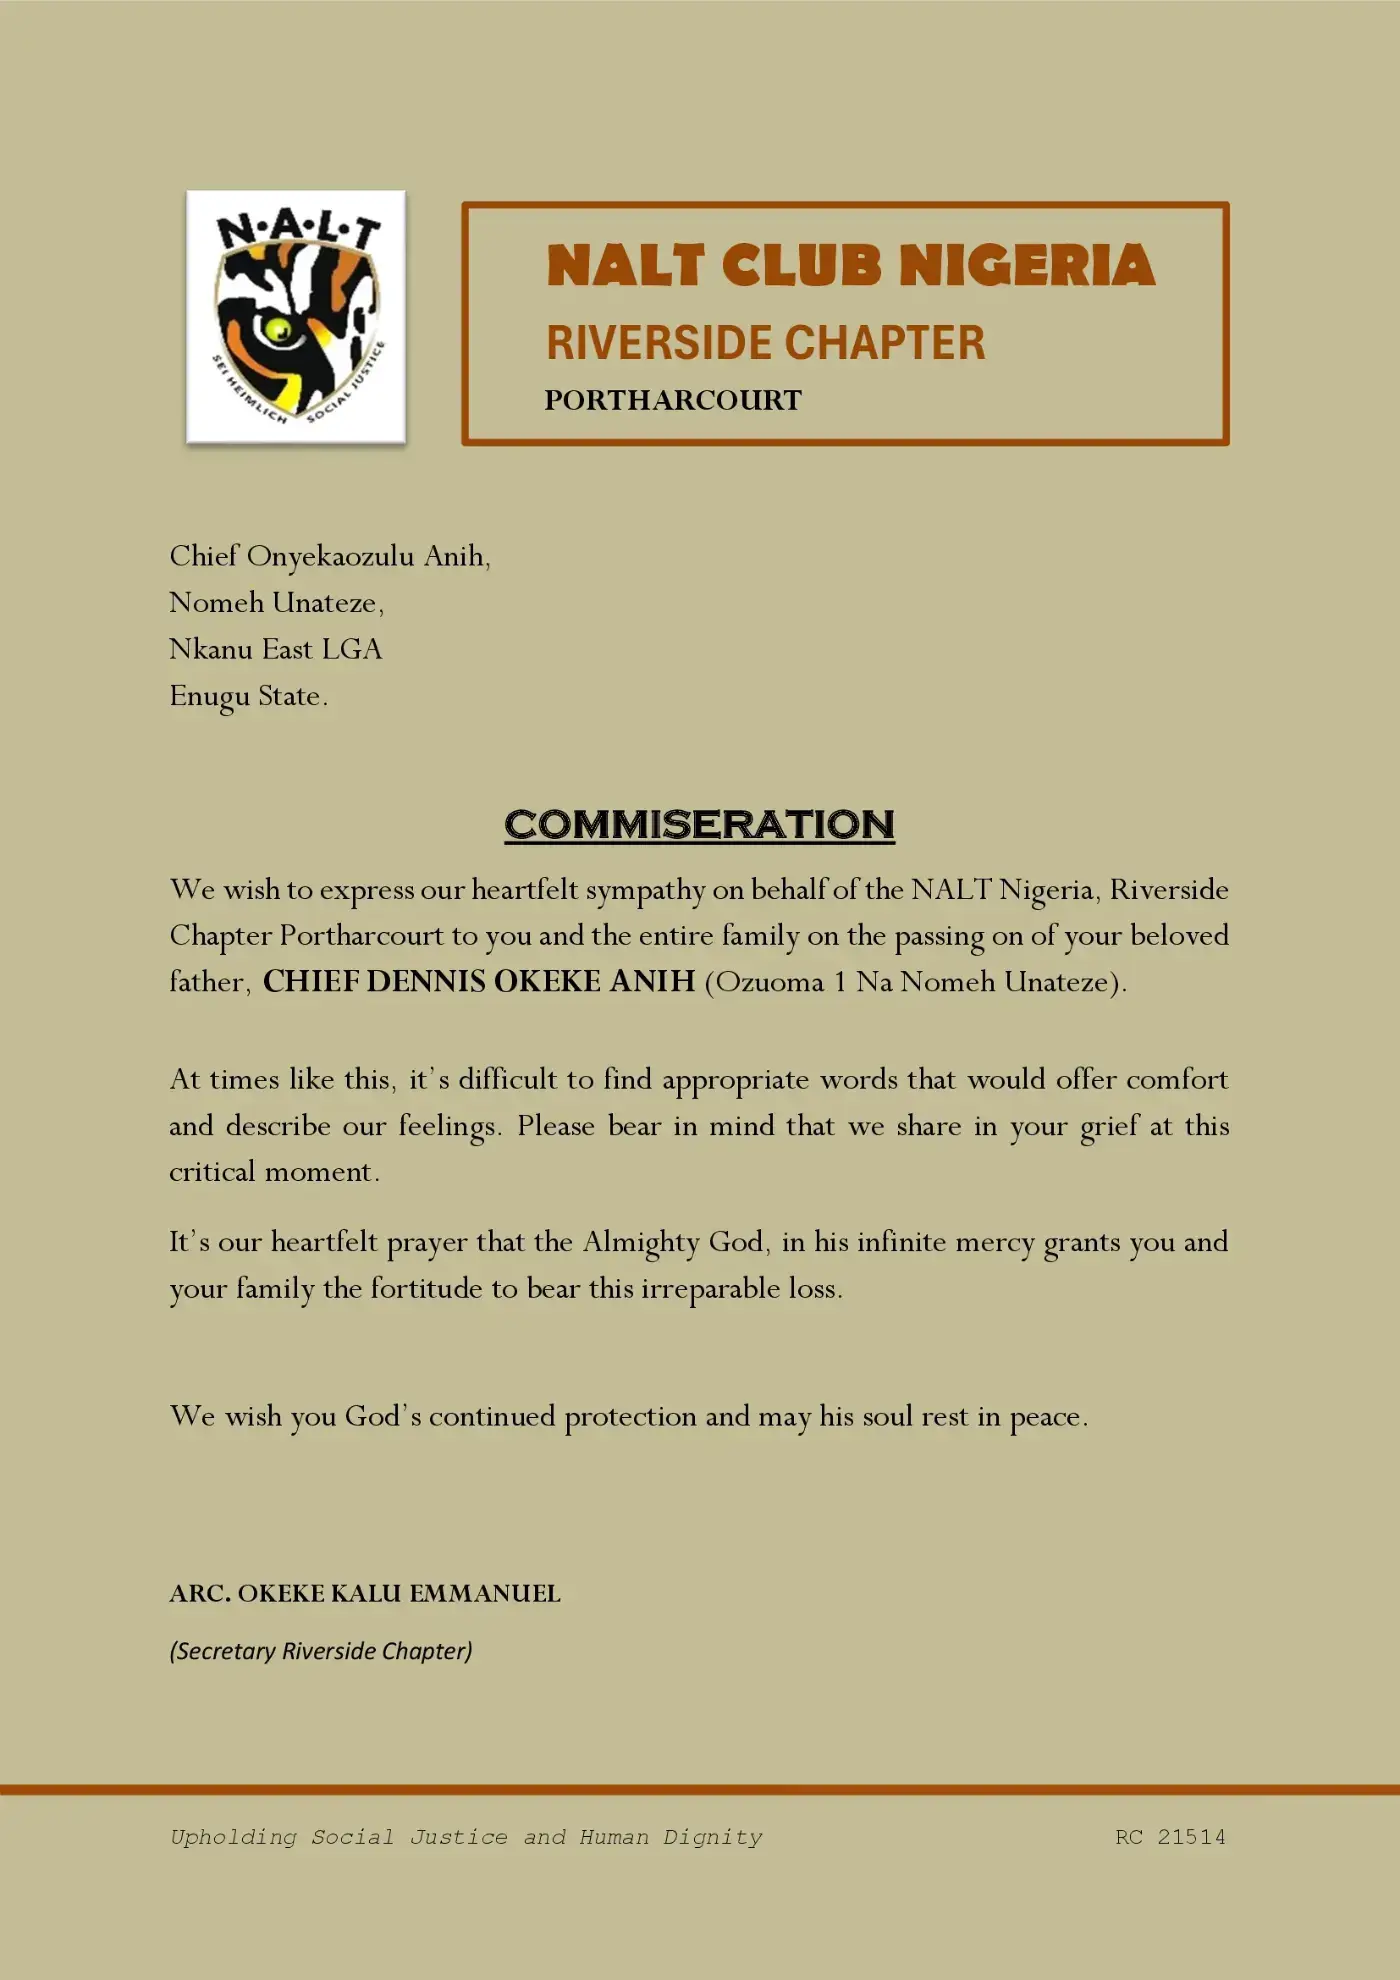 N·A·L·T
SEI HEIMLICH SOCIAL JUSTICE
NALT CLUB NIGERIA
RIVERSIDE CHAPTER
PORTHARCOURT
Chief Onyekaozulu Anih,
Nomeh Unateze,
Nkanu East LGA
Enugu State.
COMMISERATION
We wish to express our heartfelt sympathy on behalf of the NALT Nigeria, Riverside
Chapter Portharcourt to you and the entire family on the passing on of your beloved
father, CHIEF DENNIS OKEKE ANIH (Ozuoma 1 Na Nomeh Unateze).
At times like this, it's difficult to find appropriate words that would offer comfort
and describe our feelings. Please bear in mind that we share in your grief at this
critical moment.
It's our heartfelt prayer that the Almighty God, in his infinite mercy grants you and
your family the fortitude to bear this irreparable loss.
We wish you God's continued protection and may his soul rest in peace.
ARC. OKEKE KALU EMMANUEL
(Secretary Riverside Chapter)
Upholding Social Justice and Human Dignity RC 21514